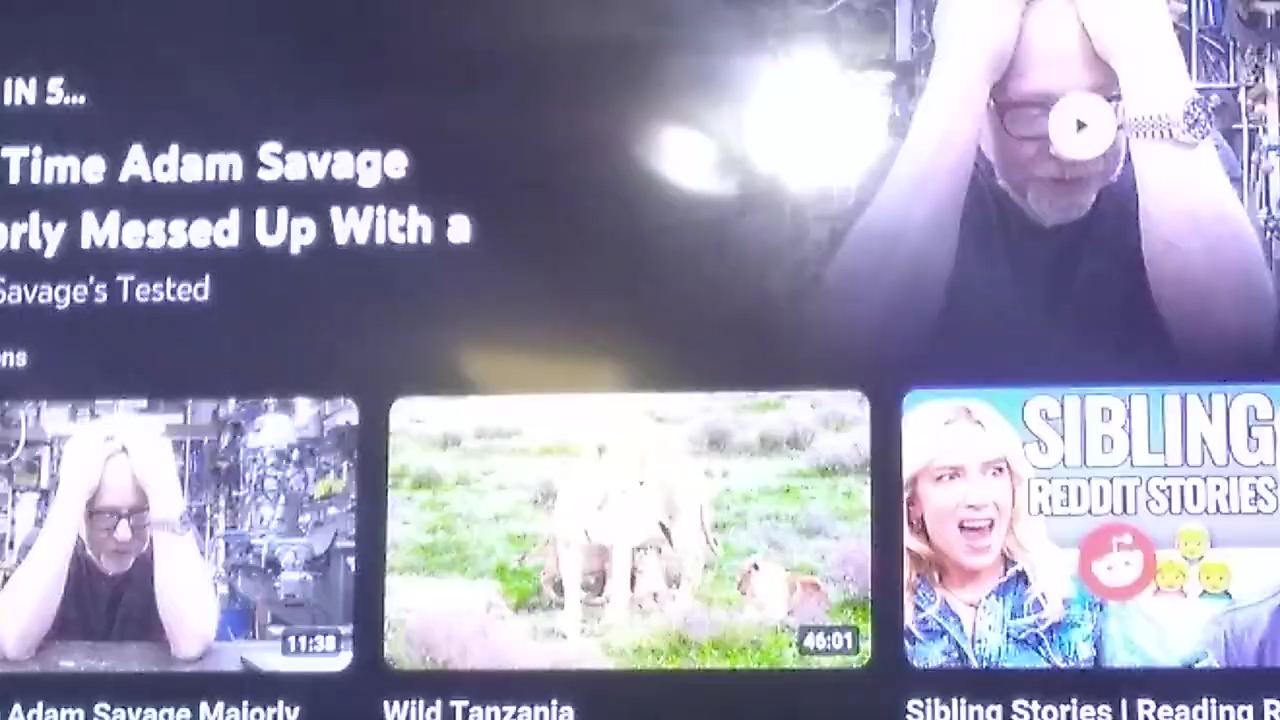 IN 5...
Time Adam Savage
orly Messed Up With a
Savage's Tested
ns
11:38
46:01
SIBLING
REDDIT STORIES
Adam Savage Majorly
Wild Tanzania
Sibling Stories | Reading R